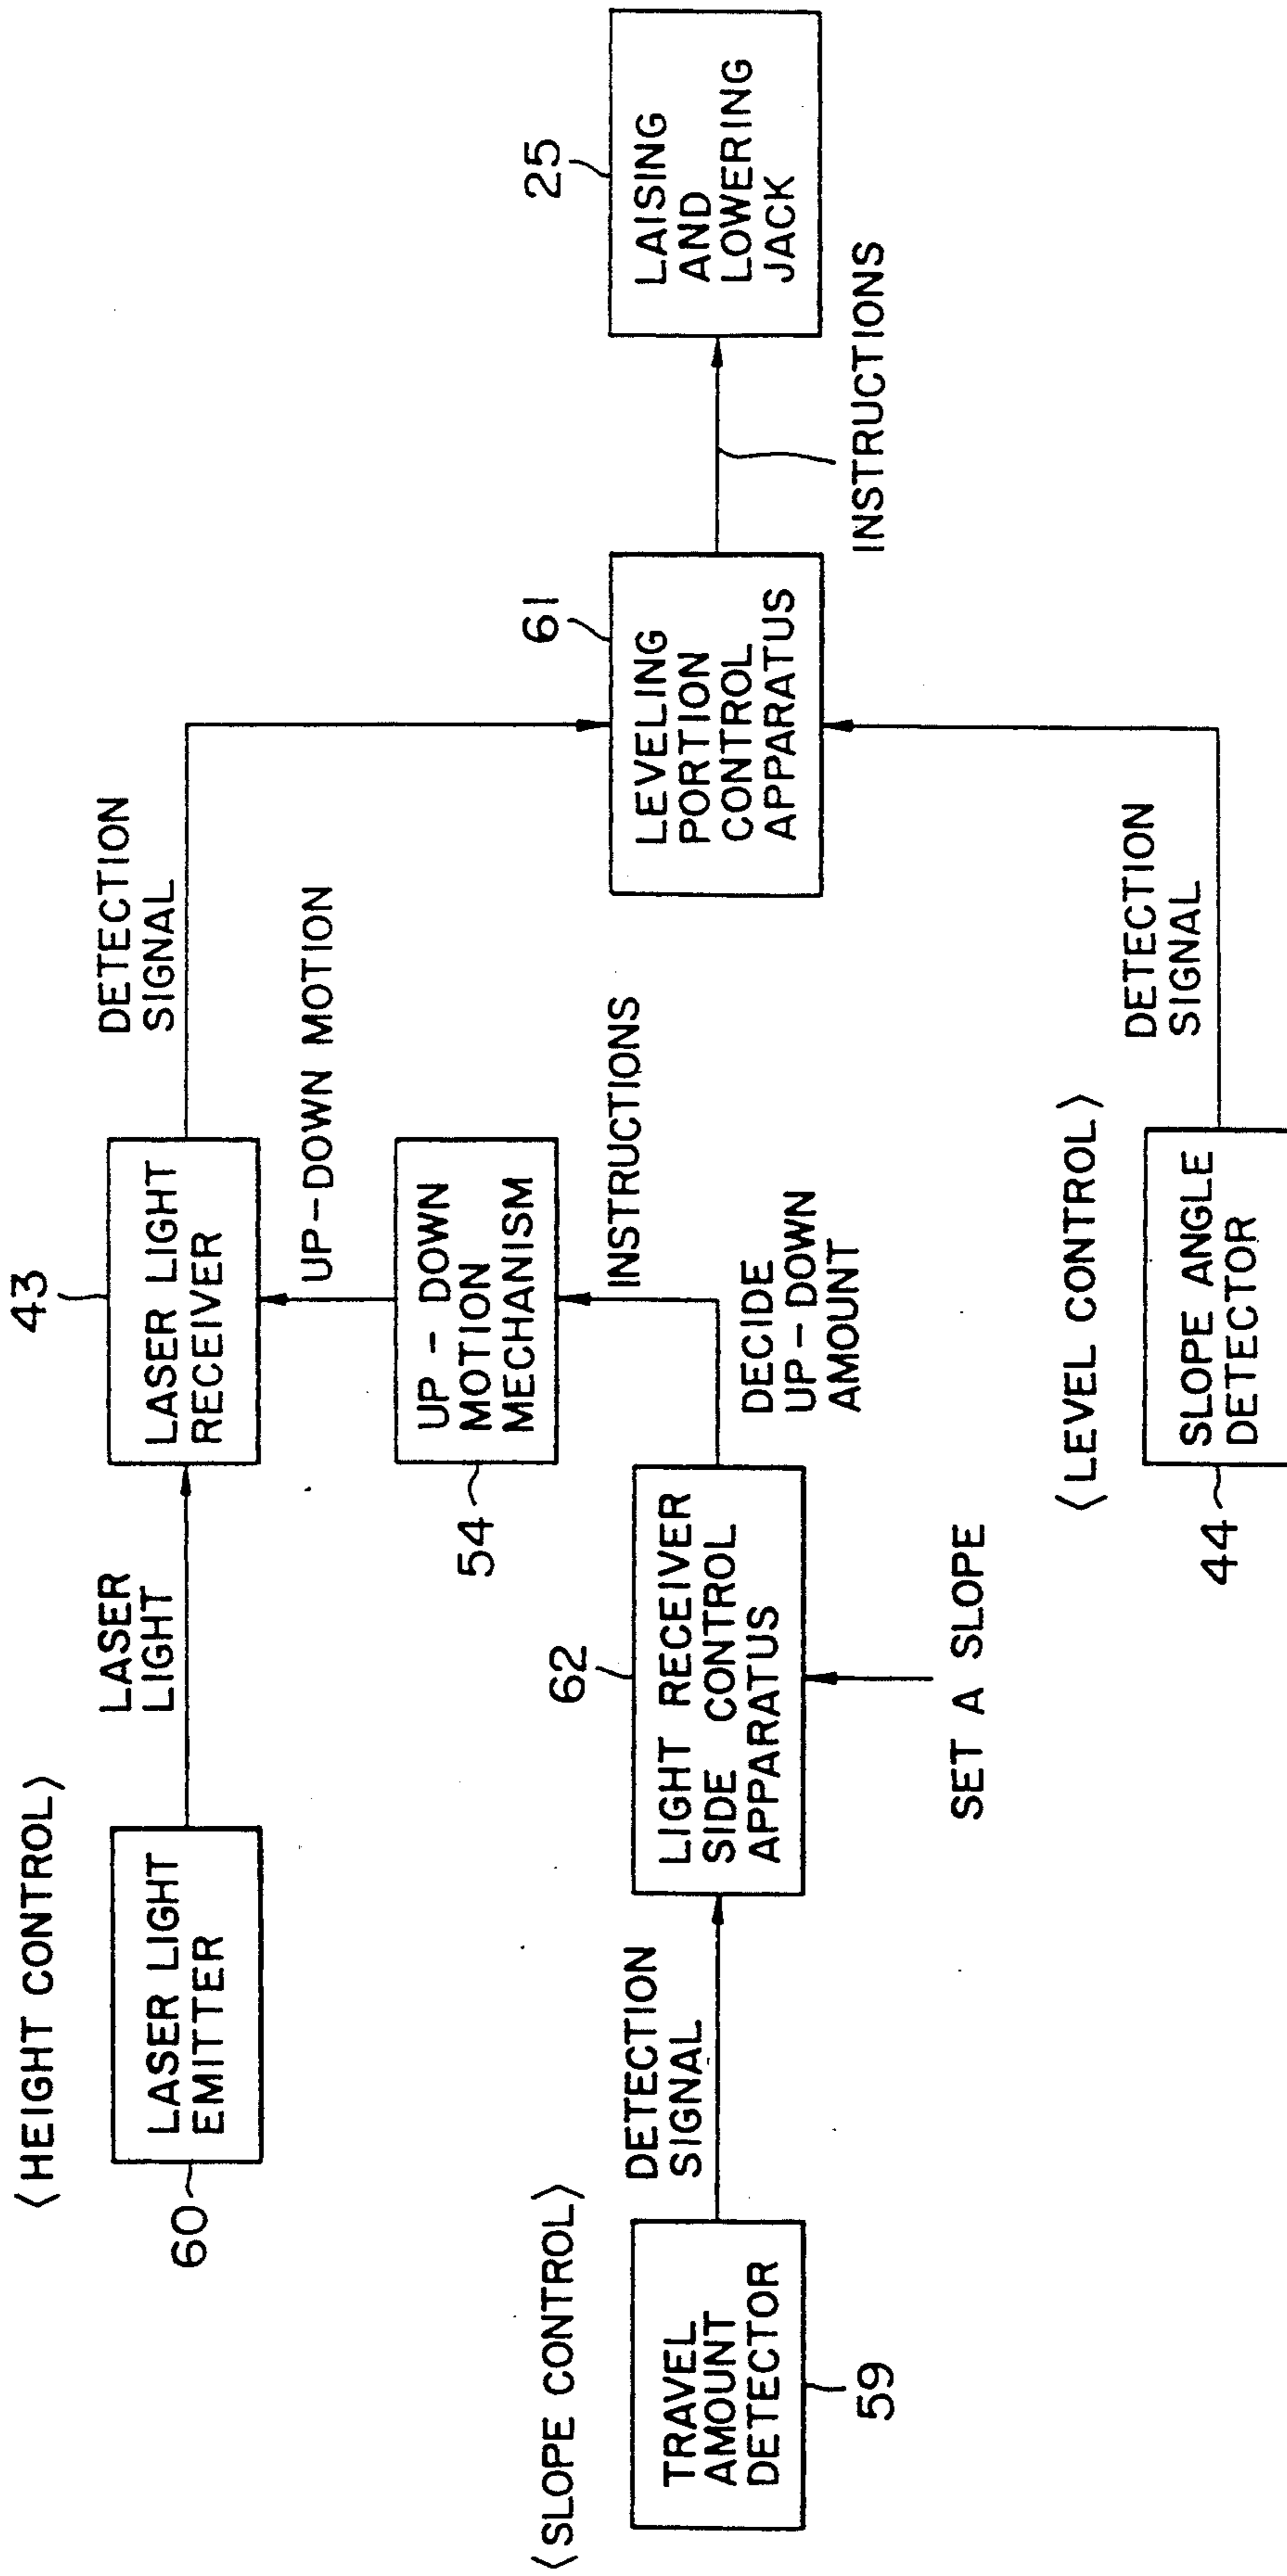 〈HEIGHT CONTROL〉
60
LASER LIGHT
EMITTER
LASER
LIGHT
43
LASER LIGHT
RECEIVER
DETECTION
SIGNAL
UP-DOWN MOTION
54
UP - DOWN
MOTION
MECHANISM
INSTRUCTIONS
〈SLOPE CONTROL〉
TRAVEL
AMOUNT
DETECTOR
59
DETECTION
SIGNAL
62
LIGHT RECEIVER
SIDE CONTROL
APPARATUS
SET A SLOPE
DECIDE
UP-DOWN
AMOUNT
61
LEVELING
PORTION
CONTROL
APPARATUS
INSTRUCTIONS
25
LAISING
AND
LOWERING
JACK
〈LEVEL CONTROL〉
44
SLOPE ANGLE
DETECTOR
DETECTION
SIGNAL